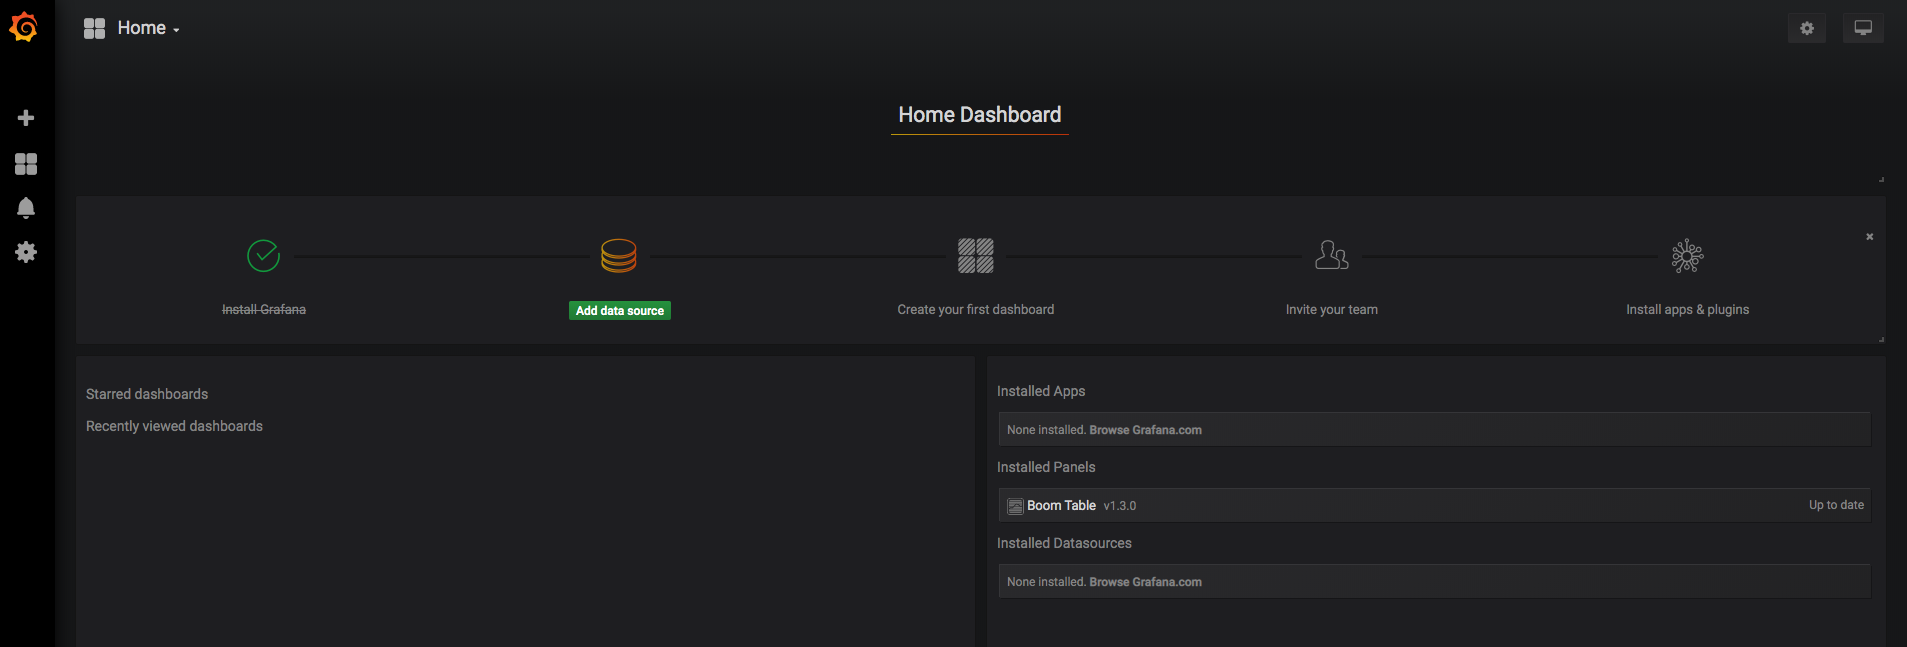 Home
Home Dashboard
Install Grafana
Add data source
Create your first dashboard
Invite your team
Install apps & plugins
Starred dashboards
Recently viewed dashboards
Installed Apps
None installed. Browse Grafana.com
Installed Panels
Boom Table v1.3.0 Up to date
Installed Datasources
None installed. Browse Grafana.com